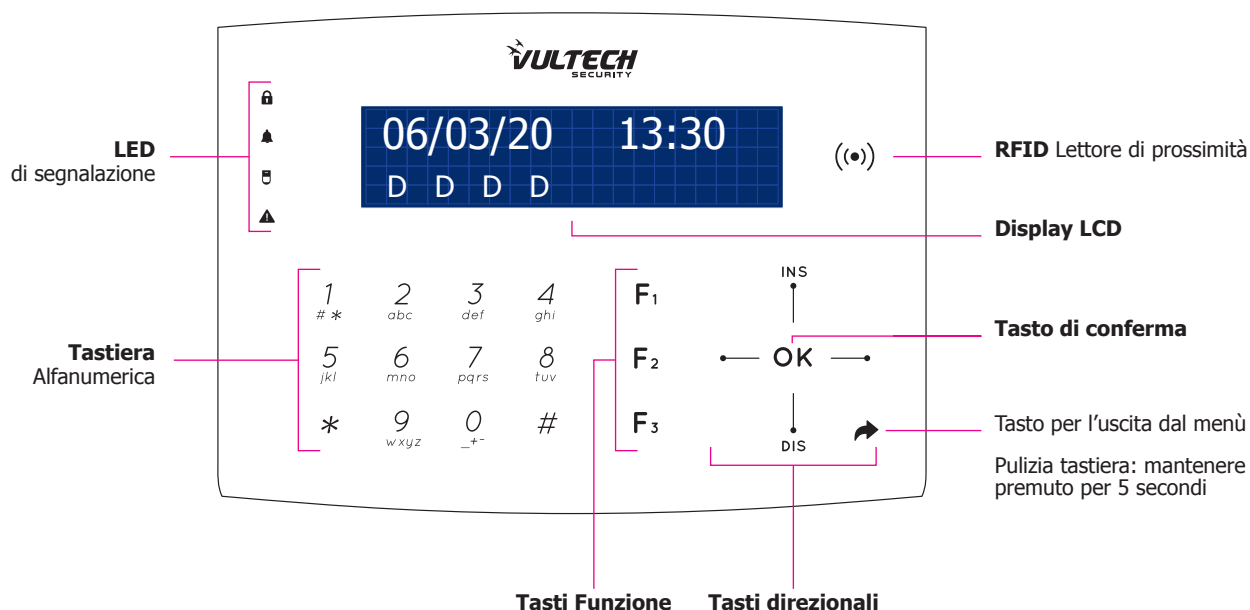 VULTECH
SECURITY
06/03/20 13:30
D D D D
LED
di segnalazione
RFID Lettore di prossimità
Display LCD
INS
1 2 3 4 F1
# * abc def ghi
Tasto di conferma
Tastiera
Alfanumerica
5 6 7 8 F2
OK
jkl mno pqrs tuv
* 9 0 # F3
wxyz _+-
DIS
Tasto per l'uscita dal menù
Pulizia tastiera: mantenere
premuto per 5 secondi
Tasti Funzione
Tasti direzionali